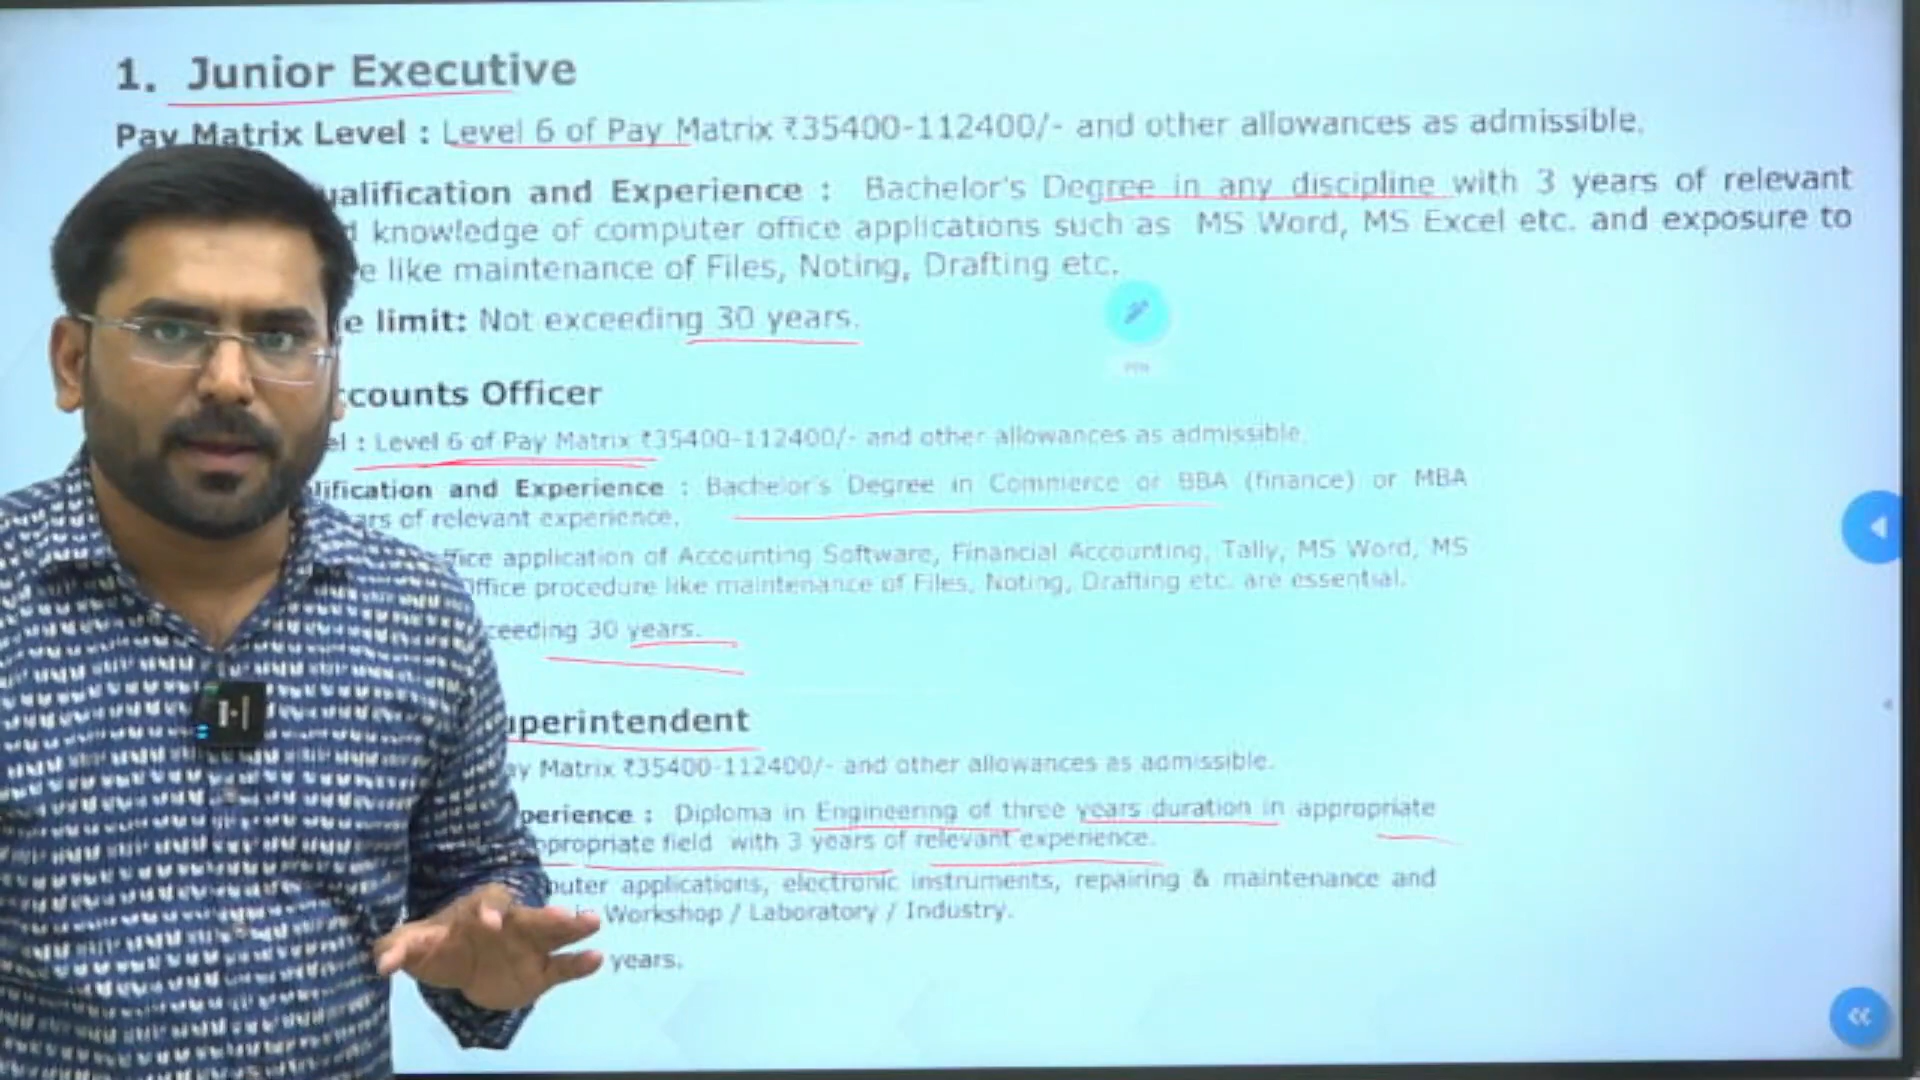 1. Junior Executive
Pay Matrix Level : Level 6 of Pay Matrix ₹35400-112400/- and other allowances as admissible.
ualification and Experience : Bachelor's Degree in any discipline with 3 years of relevant
d knowledge of computer office applications such as MS Word, MS Excel etc. and exposure to
e like maintenance of Files, Noting, Drafting etc.
e limit: Not exceeding 30 years.
ccounts Officer
el : Level 6 of Pay Matrix ₹35400-112400/- and other allowances as admissible.
lification and Experience : Bachelor's Degree in Commerce or BBA (finance) or MBA
ars of relevant experience.
ffice application of Accounting Software, Financial Accounting, Tally, MS Word, MS
Office procedure like maintenance of Files, Noting, Drafting etc. are essential.
ceeding 30 years.
uperintendent
ay Matrix ₹35400-112400/- and other allowances as admissible.
perience : Diploma in Engineering of three years duration in appropriate
ppropriate field with 3 years of relevant experience.
puter applications, electronic instruments, repairing & maintenance and
in Workshop / Laboratory / Industry.
years.